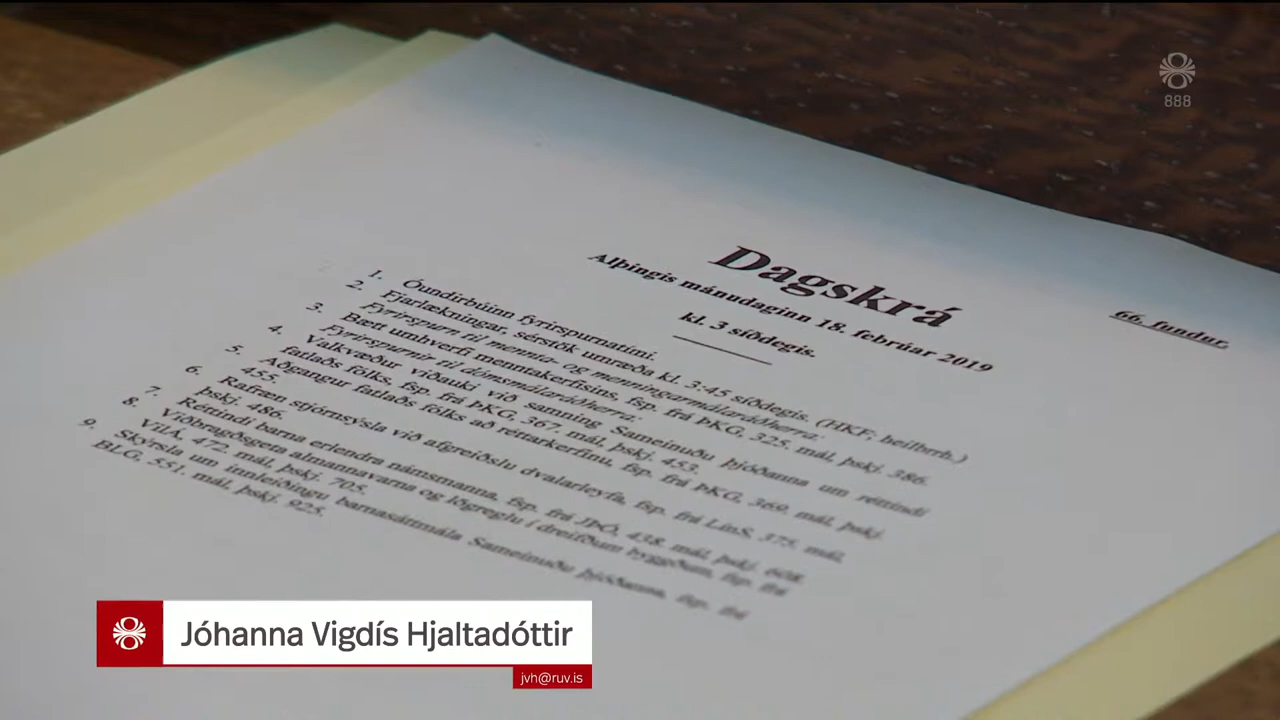 888
Dagskrá
Alþingis mánudaginn 18. febrúar 2019
kl. 3 síðdegis.
66. fundur.
1. Óundirbúinn fyrirspurnatími.
2. Fjarlækningar, sérstök umræða kl. 3:45 síðdegis. (HKF; heilbrh.)
Fyrirspurn til mennta- og menningarmálaráðherra:
3. Bætt umhverfi menntakerfisins, fsp. frá ÞKG, 325. mál, þskj. 386.
Fyrirspurnir til dómsmálaráðherra:
4. Valkvæður viðauki við samning Sameinuðu þjóðanna um réttindi
fatlaðs fólks, fsp. frá ÞKG, 367. mál, þskj. 453.
5. Aðgangur fatlaðs fólks að réttarkerfinu, fsp. frá ÞKG, 369. mál, þskj.
455.
6. Rafræn stjórnsýsla við afgreiðslu dvalarleyfa, fsp. frá LínS, 375. mál,
þskj. 486.
7. Réttindi barna erlendra námsmanna, fsp. frá JÞÓ, 438. mál, þskj. 608.
8. Viðbragðsgeta almannavarna og lögreglu í dreifðum byggðum, fsp. frá
VilÁ, 472. mál, þskj. 705.
9. Skýrsla um innleiðingu barnasáttmála Sameinuðu þjóðanna, fsp. frá
BLG, 551. mál, þskj. 925.
Jóhanna Vigdís Hjaltadóttir
jvh@ruv.is